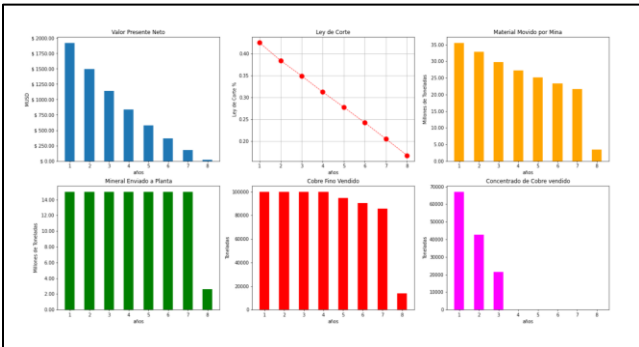 Valor Presente Neto
$ 2000.00
$ 1750.00
$ 1500.00
$ 1250.00
$ 1000.00
$ 750.00
$ 500.00
$ 250.00
$ 0.00
MUSD
1 2 3 4 5 6 7 8
años
Ley de Corte
0.40
0.35
0.30
0.25
0.20
Ley de Corte %
1 2 3 4 5 6 7 8
años
Material Movido por Mina
35.00
30.00
25.00
20.00
15.00
10.00
5.00
0.00
Millones de Toneladas
1 2 3 4 5 6 7 8
años
Mineral Enviado a Planta
14.00
12.00
10.00
8.00
6.00
4.00
2.00
0.00
Millones de Toneladas
1 2 3 4 5 6 7 8
años
Cobre Fino Vendido
100000
80000
60000
40000
20000
0
Toneladas
1 2 3 4 5 6 7 8
años
Concentrado de Cobre vendido
70000
60000
50000
40000
30000
20000
10000
0
Toneladas
1 2 3 4 5 6 7 8
años